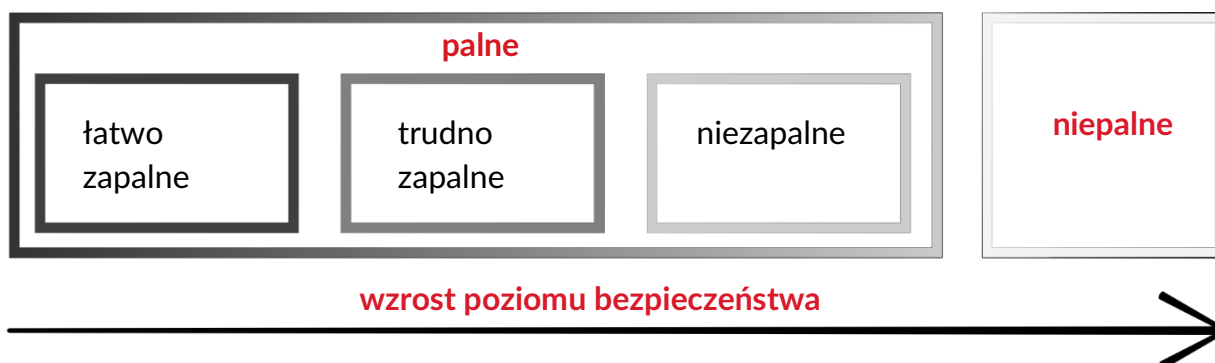 palne
łatwo
zapalne
trudno
zapalne
niezapalne
niepalne
wzrost poziomu bezpieczeństwa